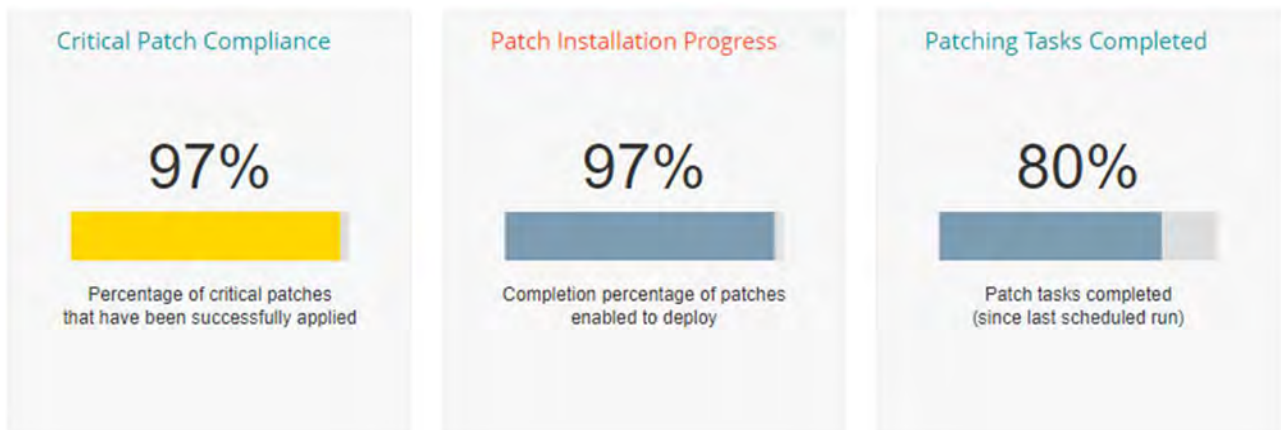 Critical Patch Compliance
97%
Percentage of critical patches
that have been successfully applied
Patch Installation Progress
97%
Completion percentage of patches
enabled to deploy
Patching Tasks Completed
80%
Patch tasks completed
(since last scheduled run)